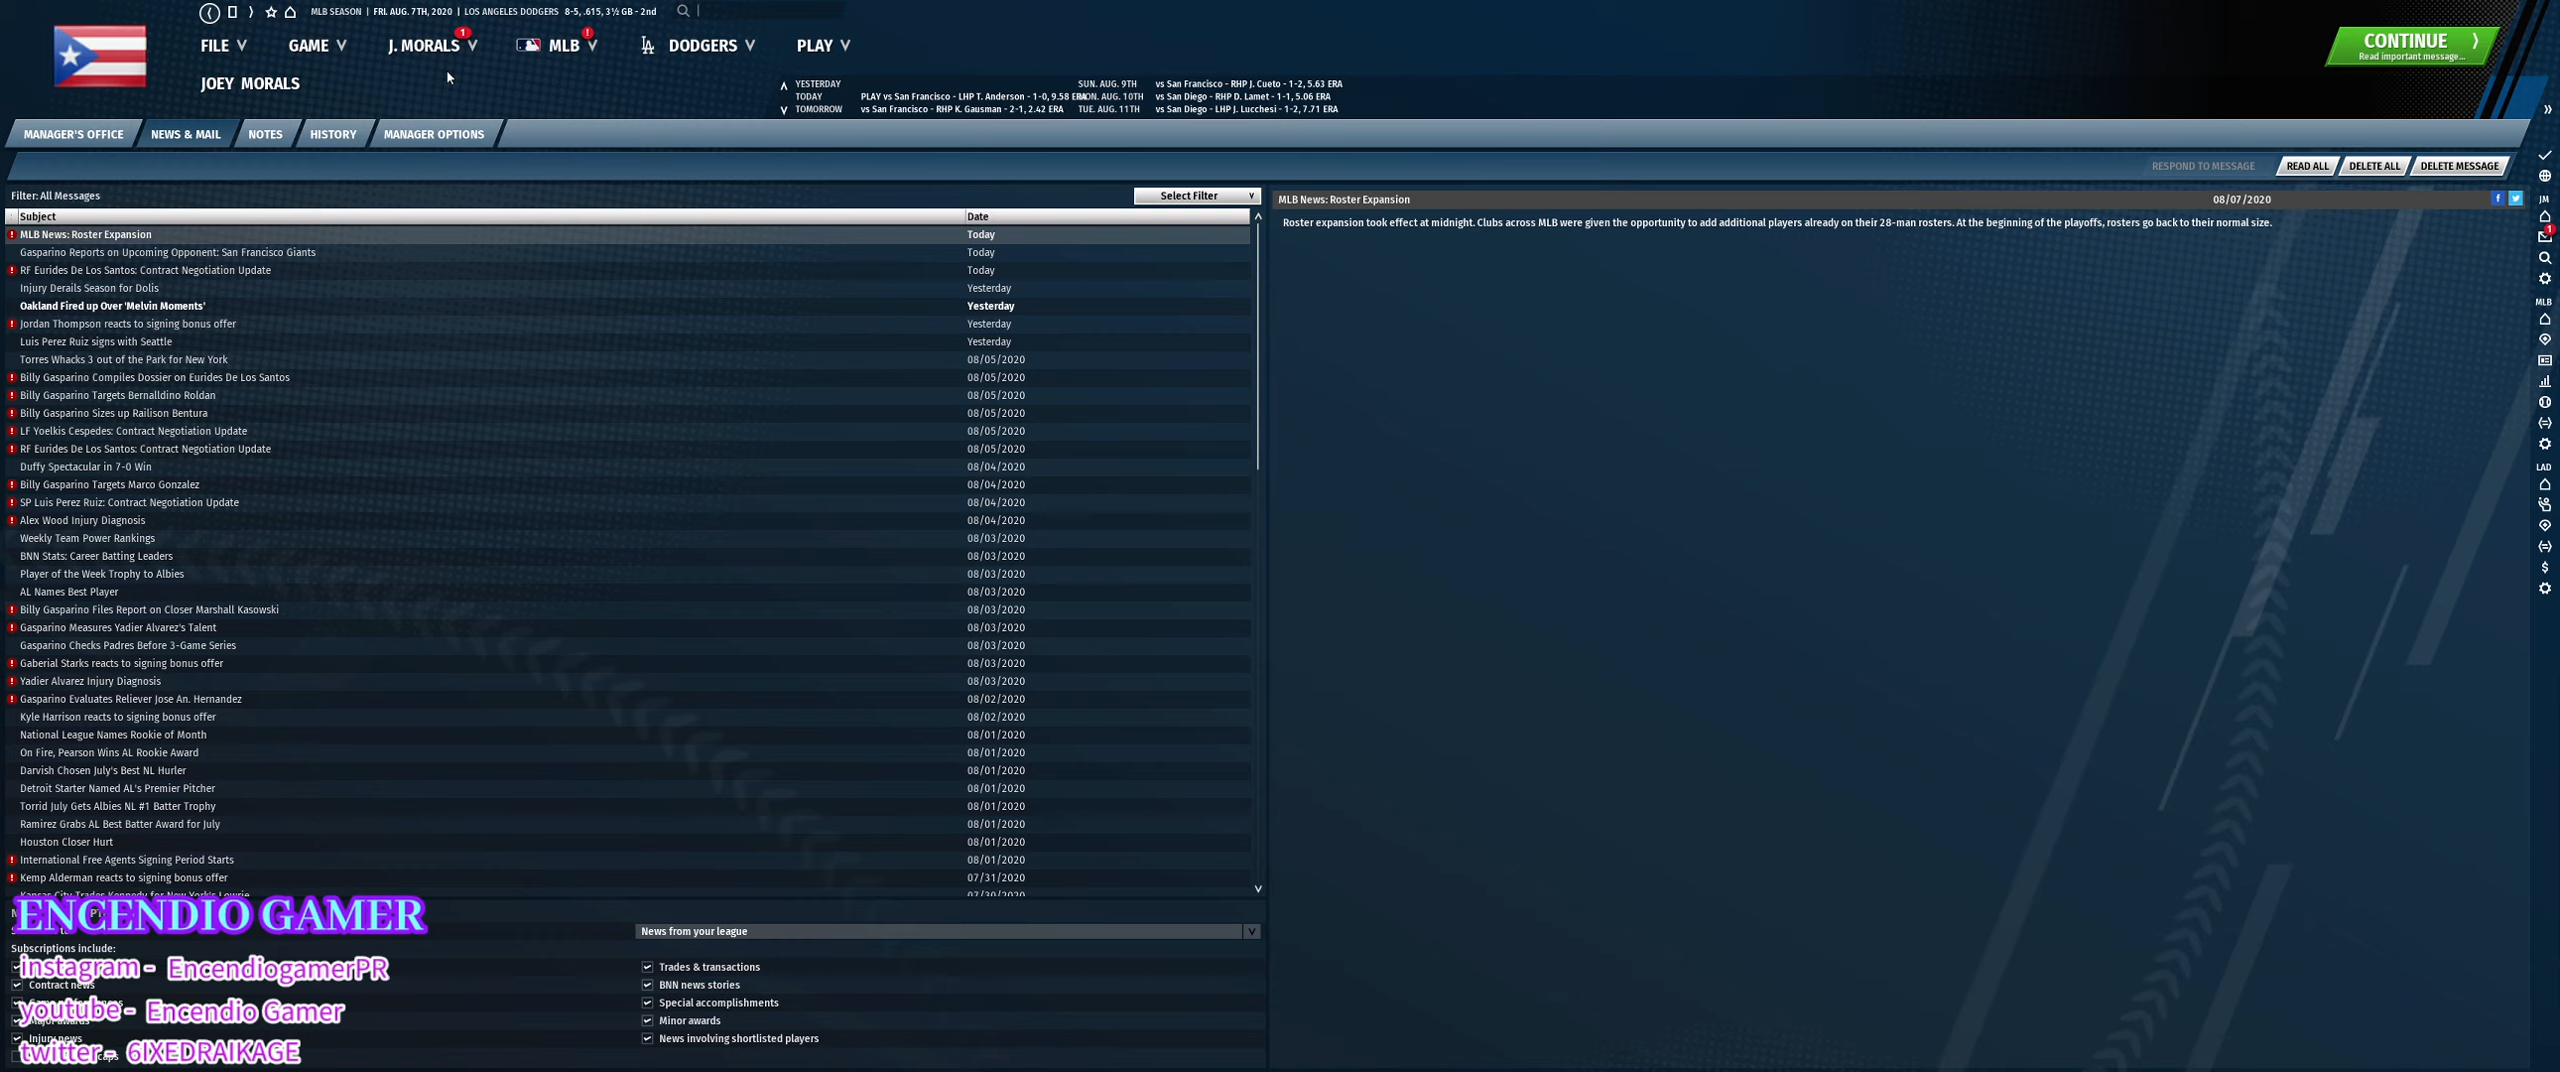 MLB SEASON | FRI. AUG. 7TH, 2020 | LOS ANGELES DODGERS 8-5, .615, 3½ GB - 2nd
FILE GAME J. MORALS 1 MLB ! LA DODGERS PLAY
CONTINUE
Read important message...
JOEY MORALS
YESTERDAY
TODAY PLAY vs San Francisco - LHP T. Anderson - 1-0, 9.58
TOMORROW vs San Francisco - RHP K. Gausman - 2-1, 2.42 ERA
SUN. AUG. 9TH vs San Francisco - RHP J. Cueto - 1-2, 5.63 ERA
AUG. 10TH vs San Diego - RHP D. Lamet - 1-1, 5.06 ERA
TUE. AUG. 11TH vs San Diego - LHP J. Lucchesi - 1-2, 7.71 ERA
MANAGER'S OFFICE NEWS & MAIL NOTES HISTORY MANAGER OPTIONS
RESPOND TO MESSAGE READ ALL DELETE ALL DELETE MESSAGE
Filter: All Messages Select Filter
Subject Date
MLB News: Roster Expansion Today
Gasparino Reports on Upcoming Opponent: San Francisco Giants Today
RF Eurides De Los Santos: Contract Negotiation Update Today
Injury Derails Season for Dolis Yesterday
Oakland Fired up Over 'Melvin Moments' Yesterday
Jordan Thompson reacts to signing bonus offer Yesterday
Luis Perez Ruiz signs with Seattle Yesterday
Torres Whacks 3 out of the Park for New York 08/05/2020
Billy Gasparino Compiles Dossier on Eurides De Los Santos 08/05/2020
Billy Gasparino Targets Bernalldino Roldan 08/05/2020
Billy Gasparino Sizes up Railison Bentura 08/05/2020
LF Yoelkis Cespedes: Contract Negotiation Update 08/05/2020
RF Eurides De Los Santos: Contract Negotiation Update 08/05/2020
Duffy Spectacular in 7-0 Win 08/04/2020
Billy Gasparino Targets Marco Gonzalez 08/04/2020
SP Luis Perez Ruiz: Contract Negotiation Update 08/04/2020
Alex Wood Injury Diagnosis 08/04/2020
Weekly Team Power Rankings 08/03/2020
BNN Stats: Career Batting Leaders 08/03/2020
Player of the Week Trophy to Albies 08/03/2020
AL Names Best Player 08/03/2020
Billy Gasparino Files Report on Closer Marshall Kasowski 08/03/2020
Gasparino Measures Yadier Alvarez's Talent 08/03/2020
Gasparino Checks Padres Before 3-Game Series 08/03/2020
Gaberial Starks reacts to signing bonus offer 08/03/2020
Yadier Alvarez Injury Diagnosis 08/03/2020
Gasparino Evaluates Reliever Jose An. Hernandez 08/02/2020
Kyle Harrison reacts to signing bonus offer 08/02/2020
National League Names Rookie of Month 08/01/2020
On Fire, Pearson Wins AL Rookie Award 08/01/2020
Darvish Chosen July's Best NL Hurler 08/01/2020
Detroit Starter Named AL's Premier Pitcher 08/01/2020
Torrid July Gets Albies NL #1 Batter Trophy 08/01/2020
Ramirez Grabs AL Best Batter Award for July 08/01/2020
Houston Closer Hurt 08/01/2020
International Free Agents Signing Period Starts 08/01/2020
Kemp Alderman reacts to signing bonus offer 07/31/2020
Kansas City Trades Kennedy for New York's Lowrie 07/30/2020
MLB News: Roster Expansion 08/07/2020
Roster expansion took effect at midnight. Clubs across MLB were given the opportunity to add additional players already on their 28-man rosters. At the beginning of the playoffs, rosters go back to their normal size.
JM
1
MLB
LAD
$
ENCENDIO GAMER
News from your league
Subscriptions include:
instagram - EncendiogamerPR
Trades & transactions
Contract news
BNN news stories
youtube - Encendio Gamer
Special accomplishments
Minor awards
Injury news
News involving shortlisted players
twitter - 6IXEDRAIKAGE